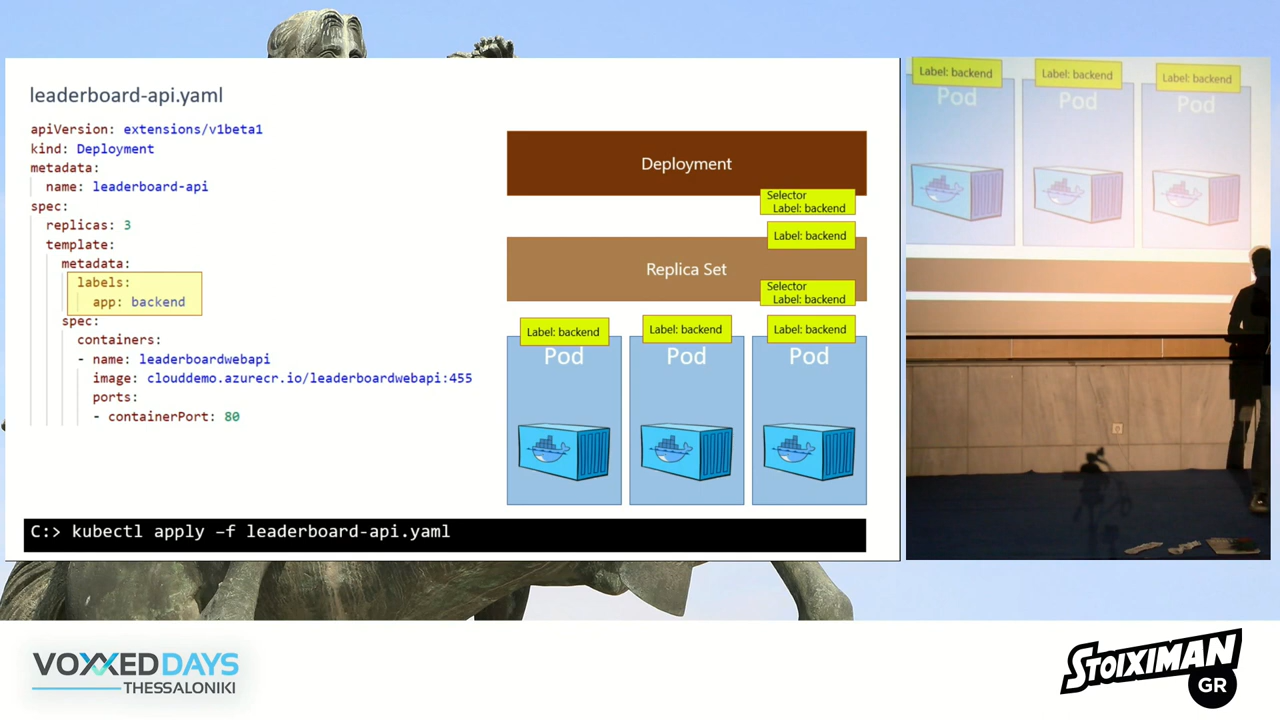 leaderboard-api.yaml
apiVersion: extensions/v1beta1
kind: Deployment
metadata:
name: leaderboard-api
spec:
replicas: 3
template:
metadata:
labels:
app: backend
spec:
containers:
- name: leaderboardwebapi
image: clouddemo.azurecr.io/leaderboardwebapi:455
ports:
- containerPort: 80
Deployment
Selector
Label: backend
Label: backend
Replica Set
Selector
Label: backend
Label: backend
Label: backend
Label: backend
Pod
Pod
Pod
C:> kubectl apply –f leaderboard-api.yaml
Label: backend
Label: backend
Label: backend
Pod
Pod
Pod
VOXXED DAYS
THESSALONIKI
STOIXIMAN
GR